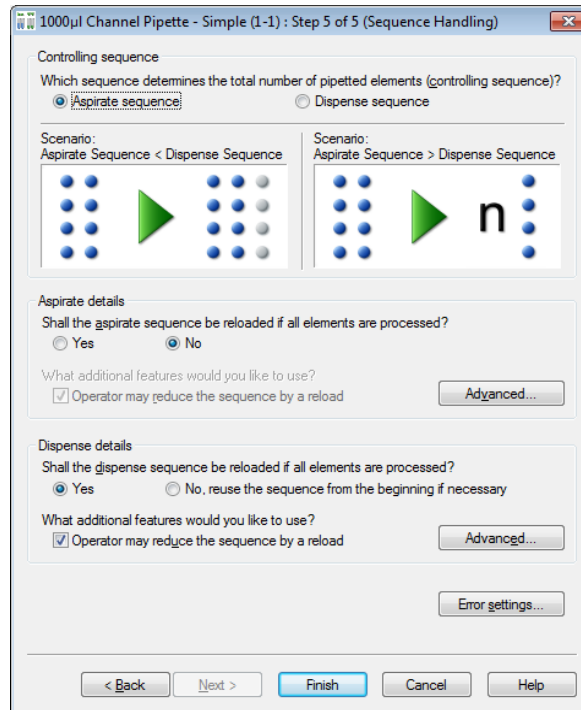 1000µl Channel Pipette - Simple (1-1) : Step 5 of 5 (Sequence Handling)
Controlling sequence
Which sequence determines the total number of pipetted elements (controlling sequence)?
Aspirate sequence
Dispense sequence
Scenario:
Aspirate Sequence < Dispense Sequence
Scenario:
Aspirate Sequence > Dispense Sequence
n
Aspirate details
Shall the aspirate sequence be reloaded if all elements are processed?
Yes
No
What additional features would you like to use?
Operator may reduce the sequence by a reload
Advanced...
Dispense details
Shall the dispense sequence be reloaded if all elements are processed?
Yes
No, reuse the sequence from the beginning if necessary
What additional features would you like to use?
Operator may reduce the sequence by a reload
Advanced...
Error settings...
< Back
Next >
Finish
Cancel
Help